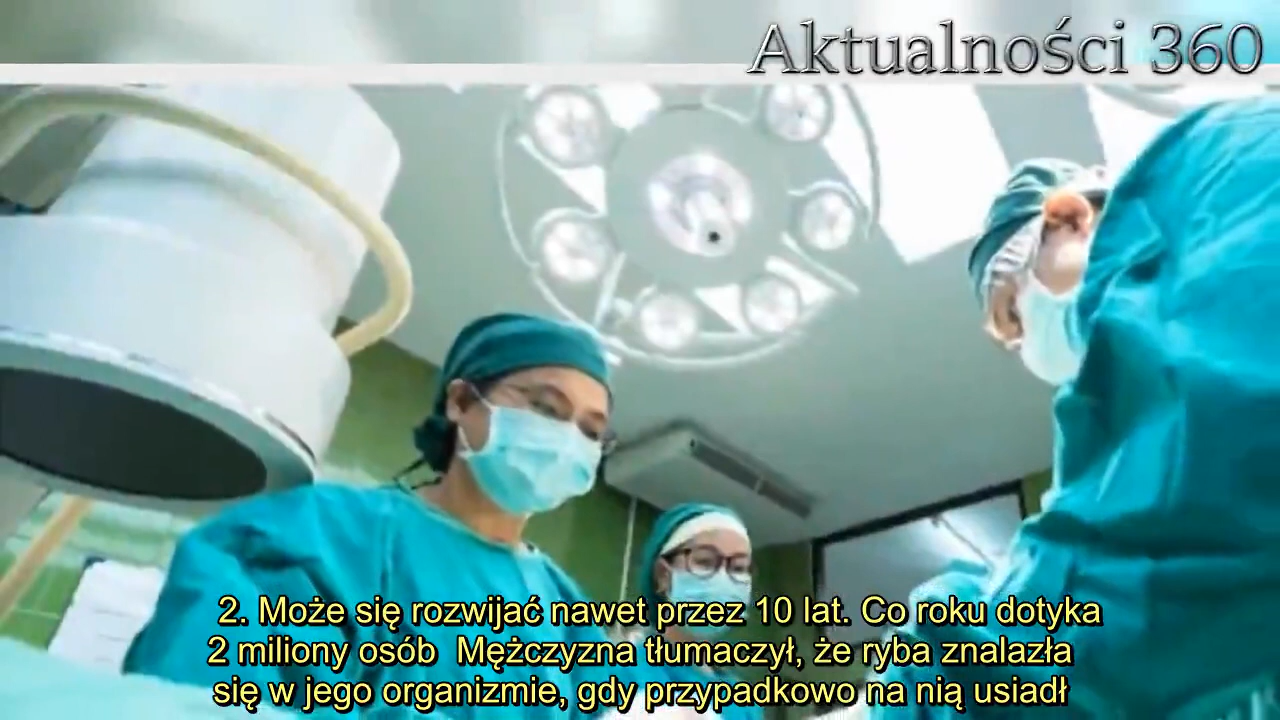 Aktualności 360
2. Może się rozwijać nawet przez 10 lat. Co roku dotyka
2 miliony osób  Mężczyzna tłumaczył, że ryba znalazła
się w jego organizmie, gdy przypadkowo na nią usiadł